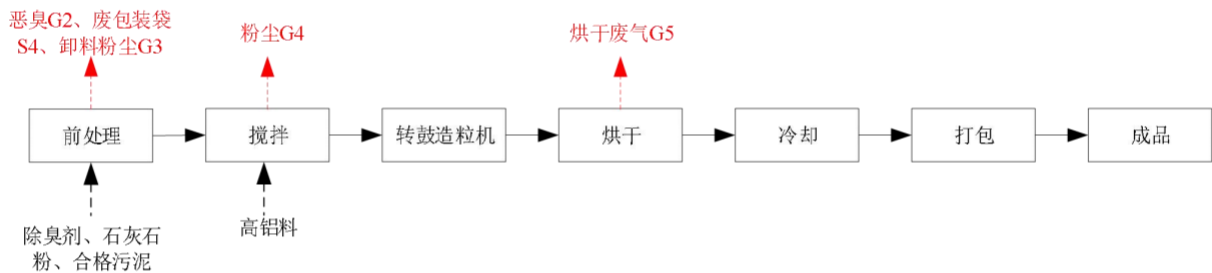 恶臭G2、废包装袋
S4、卸料粉尘G3
粉尘G4
烘干废气G5
前处理
搅拌
转鼓造粒机
烘干
冷却
打包
成品
除臭剂、石灰石
粉、合格污泥
高铝料